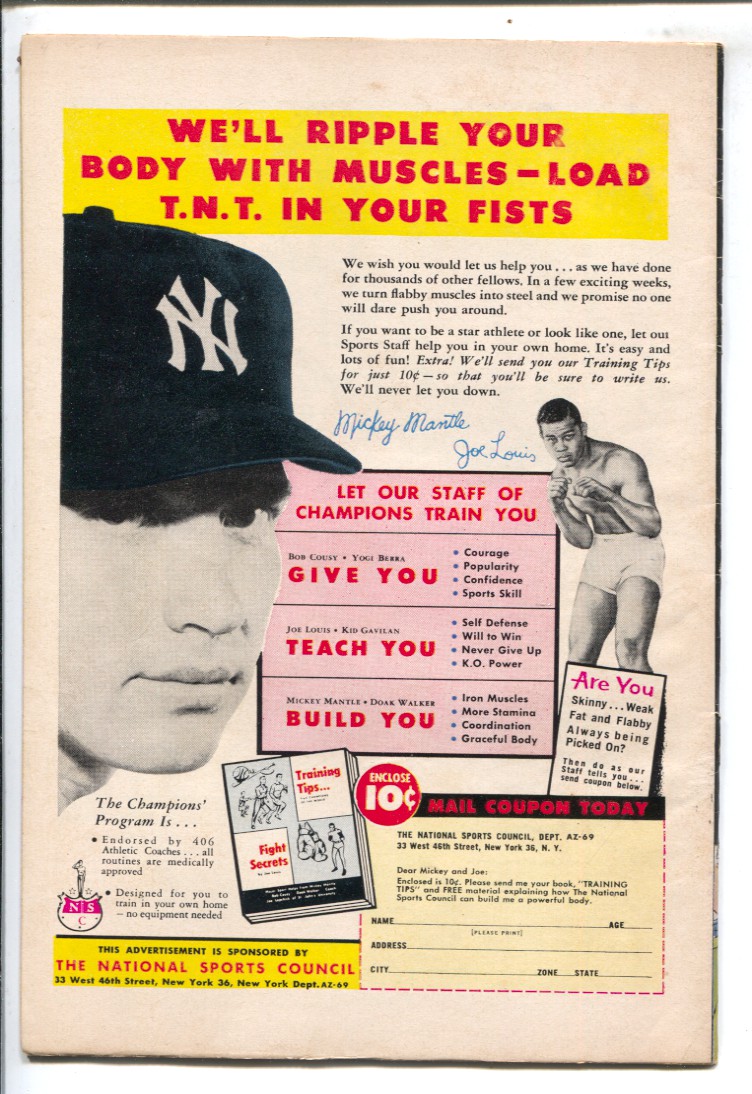 WE'LL RIPPLE YOUR
BODY WITH MUSCLES–LOAD
T.N.T. IN YOUR FISTS
NY
We wish you would let us help you . . . as we have done
for thousands of other fellows. In a few exciting weeks,
we turn flabby muscles into steel and we promise no one
will dare push you around.
If you want to be a star athlete or look like one, let our
Sports Staff help you in your own home. It's easy and
lots of fun! Extra! We'll send you our Training Tips
for just 10¢ — so that you'll be sure to write us.
We'll never let you down.
Mickey Mantle
Joe Louis
LET OUR STAFF OF
CHAMPIONS TRAIN YOU
BOB COUSY • YOGI BERRA
GIVE YOU
• Courage
• Popularity
• Confidence
• Sports Skill
JOE LOUIS • KID GAVILAN
TEACH YOU
• Self Defense
• Will to Win
• Never Give Up
• K.O. Power
MICKEY MANTLE • DOAK WALKER
BUILD YOU
• Iron Muscles
• More Stamina
• Coordination
• Graceful Body
Are You
Skinny...Weak
Fat and Flabby
Always being
Picked On?
Then do as our
Staff tells you...
send coupon below.
The Champions'
Program Is . . .
• Endorsed by 406
Athletic Coaches . . . all
routines are medically
approved
• Designed for you to
train in your own home
— no equipment needed
N S
C
Training
Tips...
Fight
Secrets
by Joe Louis
ENCLOSE
10¢
MAIL COUPON TODAY
THE NATIONAL SPORTS COUNCIL, DEPT. AZ-69
33 West 46th Street, New York 36, N. Y.
Dear Mickey and Joe:
Enclosed is 10¢. Please send me your book, "TRAINING
TIPS" and FREE material explaining how The National
Sports Council can build me a powerful body.
NAME AGE
[PLEASE PRINT]
ADDRESS
CITY ZONE STATE
THIS ADVERTISEMENT IS SPONSORED BY
THE NATIONAL SPORTS COUNCIL
33 West 46th Street, New York 36, New York Dept. AZ-69